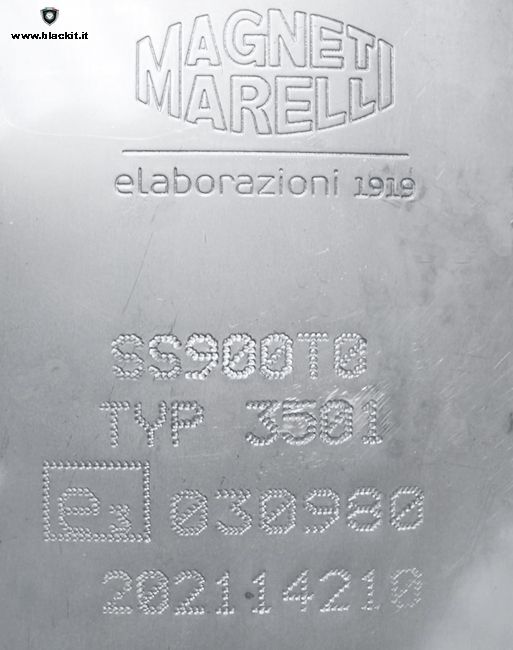 www.blackit.it
MAGNETI
MARELLI
elaborazioni 1919
SS900T0
TYP 3501
e3 030980
202114210